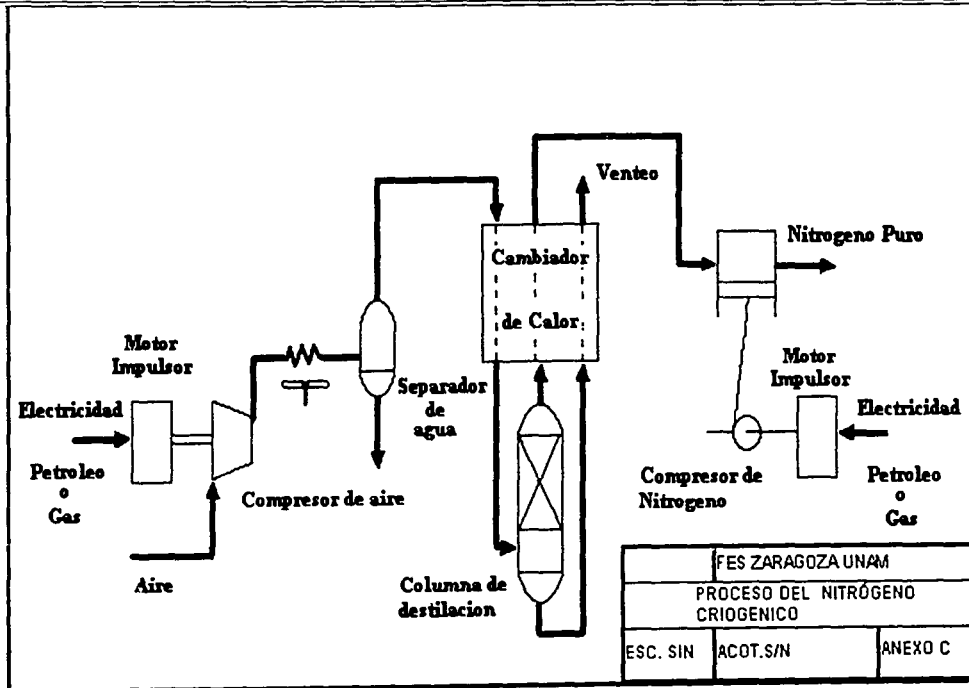 Venteo
Nitrogeno Puro
Cambiador
de Calor
Motor
Impulsor
Electricidad
Petroleo
o
Gas
Separador
de
agua
Compresor de aire
Aire
Columna de
destilacion
Motor
Impulsor
Electricidad
Compresor de
Nitrogeno
Petroleo
o
Gas
FES ZARAGOZA UNAM
PROCESO DEL NITRÓGENO
CRIOGENICO
ESC. SIN
ACOT.S/N
ANEXO C